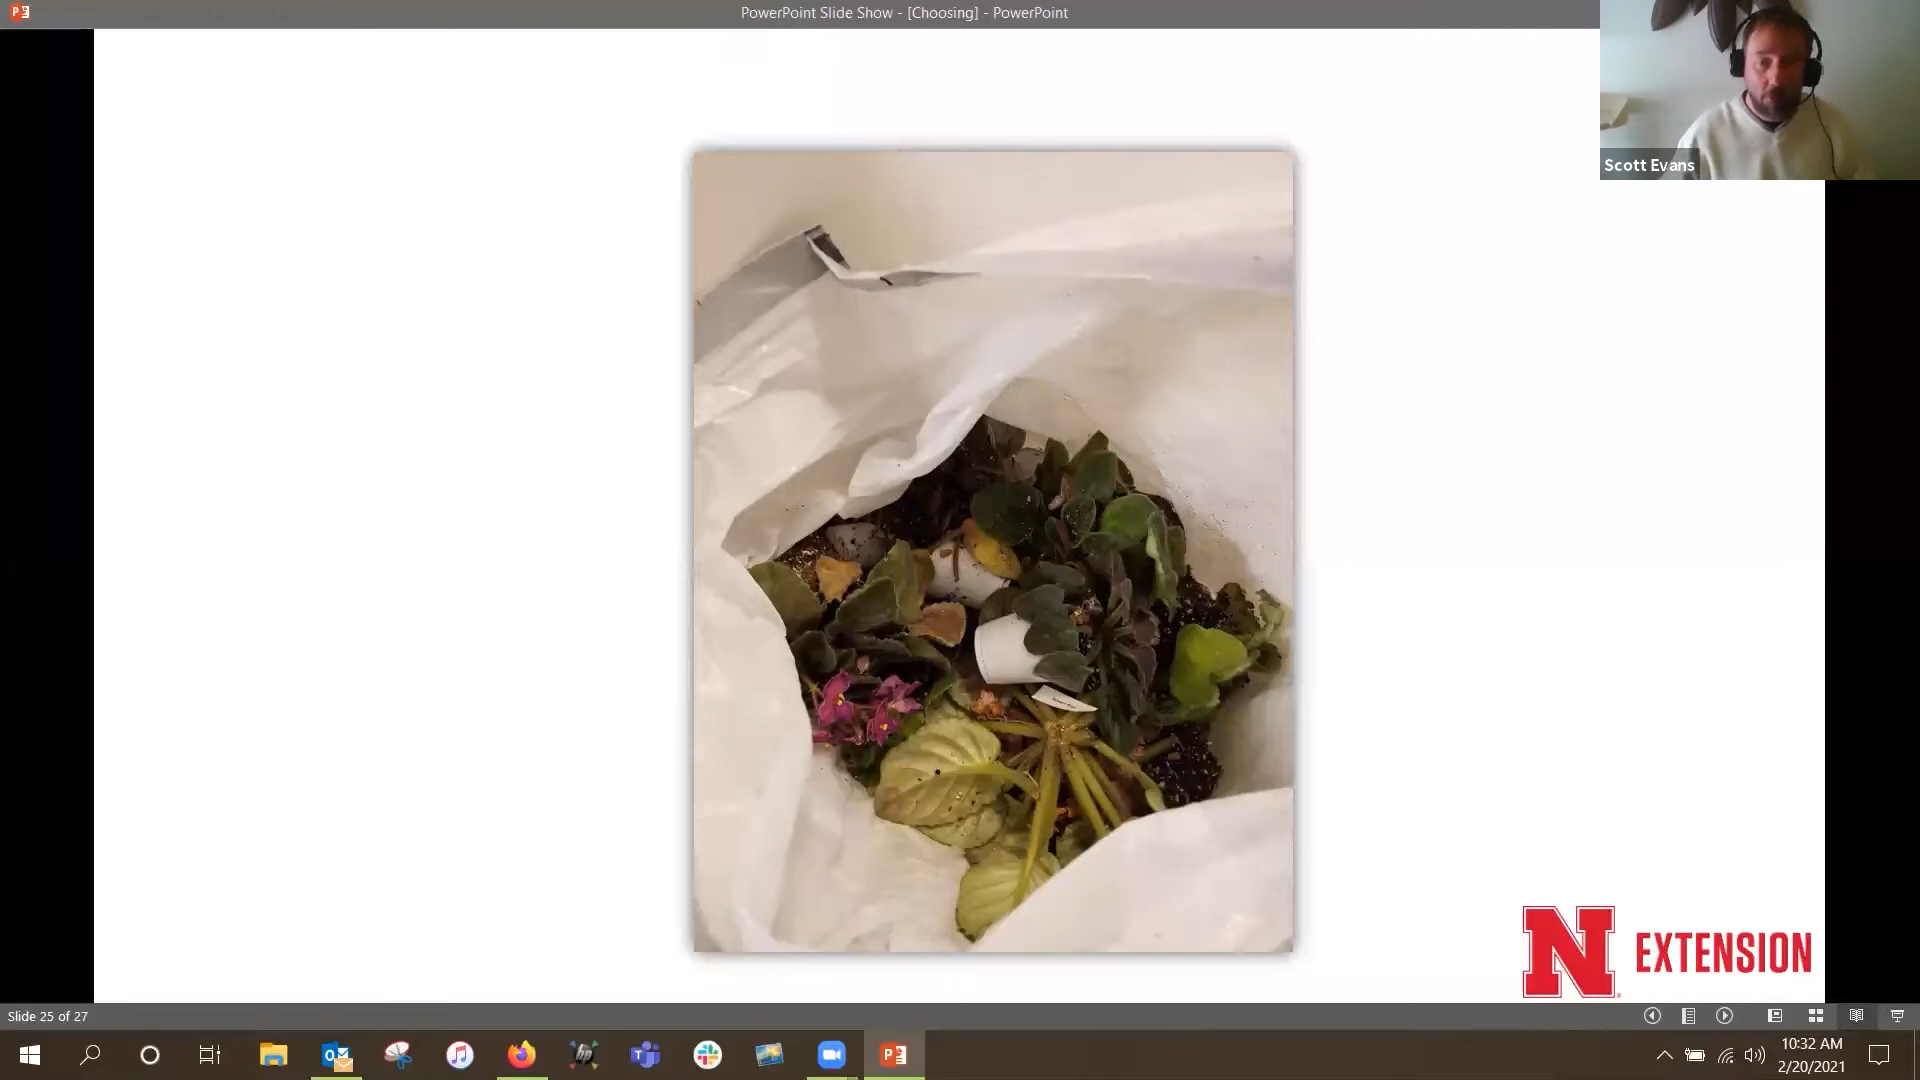 PowerPoint Slide Show - [Choosing] - PowerPoint
Scott Evans
N EXTENSION
Slide 25 of 27
10:32 AM
2/20/2021